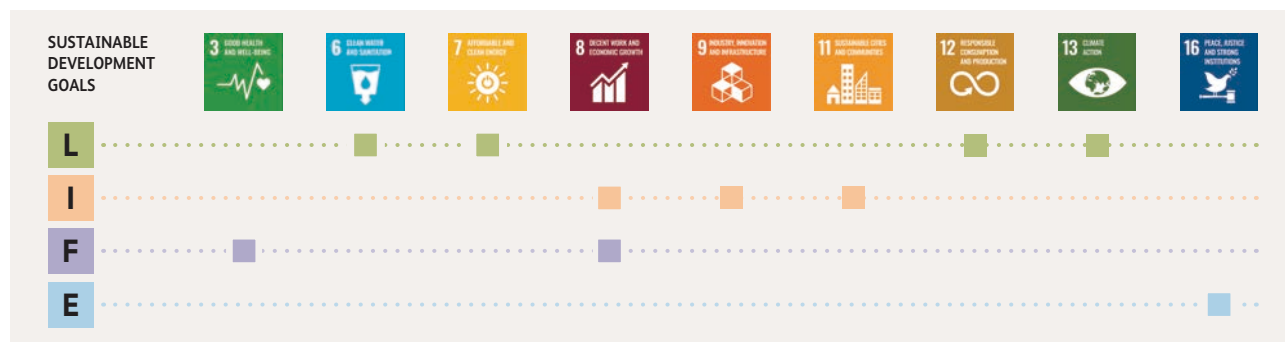 SUSTAINABLE
DEVELOPMENT
GOALS
3 GOOD HEALTH
AND WELL-BEING
6 CLEAN WATER
AND SANITATION
7 AFFORDABLE AND
CLEAN ENERGY
8 DECENT WORK AND
ECONOMIC GROWTH
9 INDUSTRY, INNOVATION
AND INFRASTRUCTURE
11 SUSTAINABLE CITIES
AND COMMUNITIES
12 RESPONSIBLE
CONSUMPTION
AND PRODUCTION
13 CLIMATE
ACTION
16 PEACE, JUSTICE
AND STRONG
INSTITUTIONS
L
I
F
E